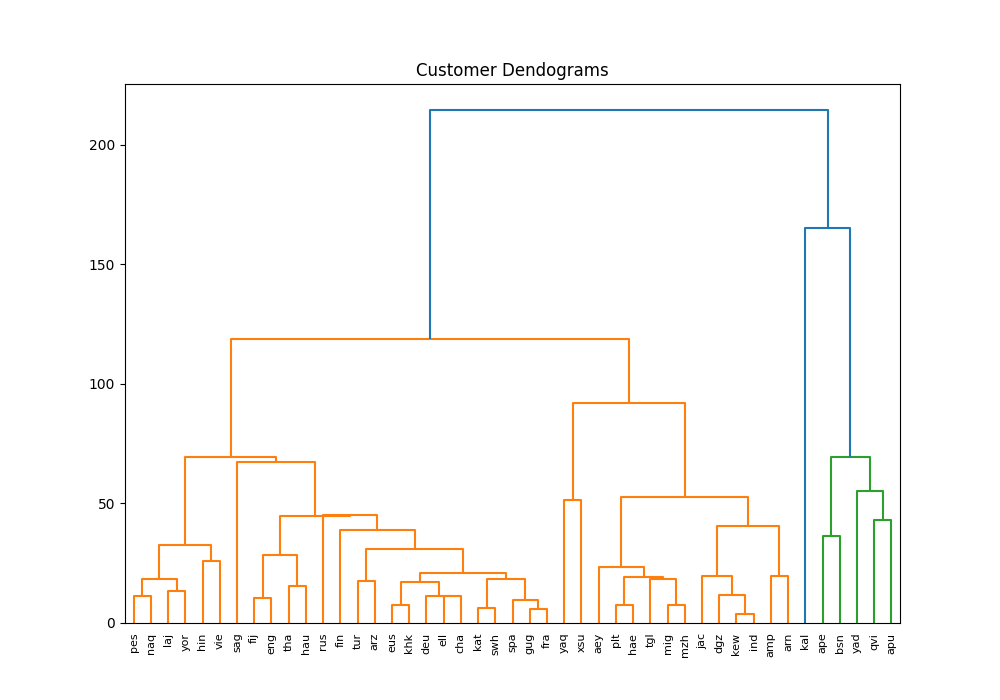 Customer Dendograms
200
150
100
50
0
pes naq laj yor hin vie sag fij eng tha hau rus fin tur arz eus khk deu ell cha kat swh spa gug fra yaq xsu aey plt hae tgl mig mzh jac dgz kew ind amp arn kal ape bsn yad qvi apu